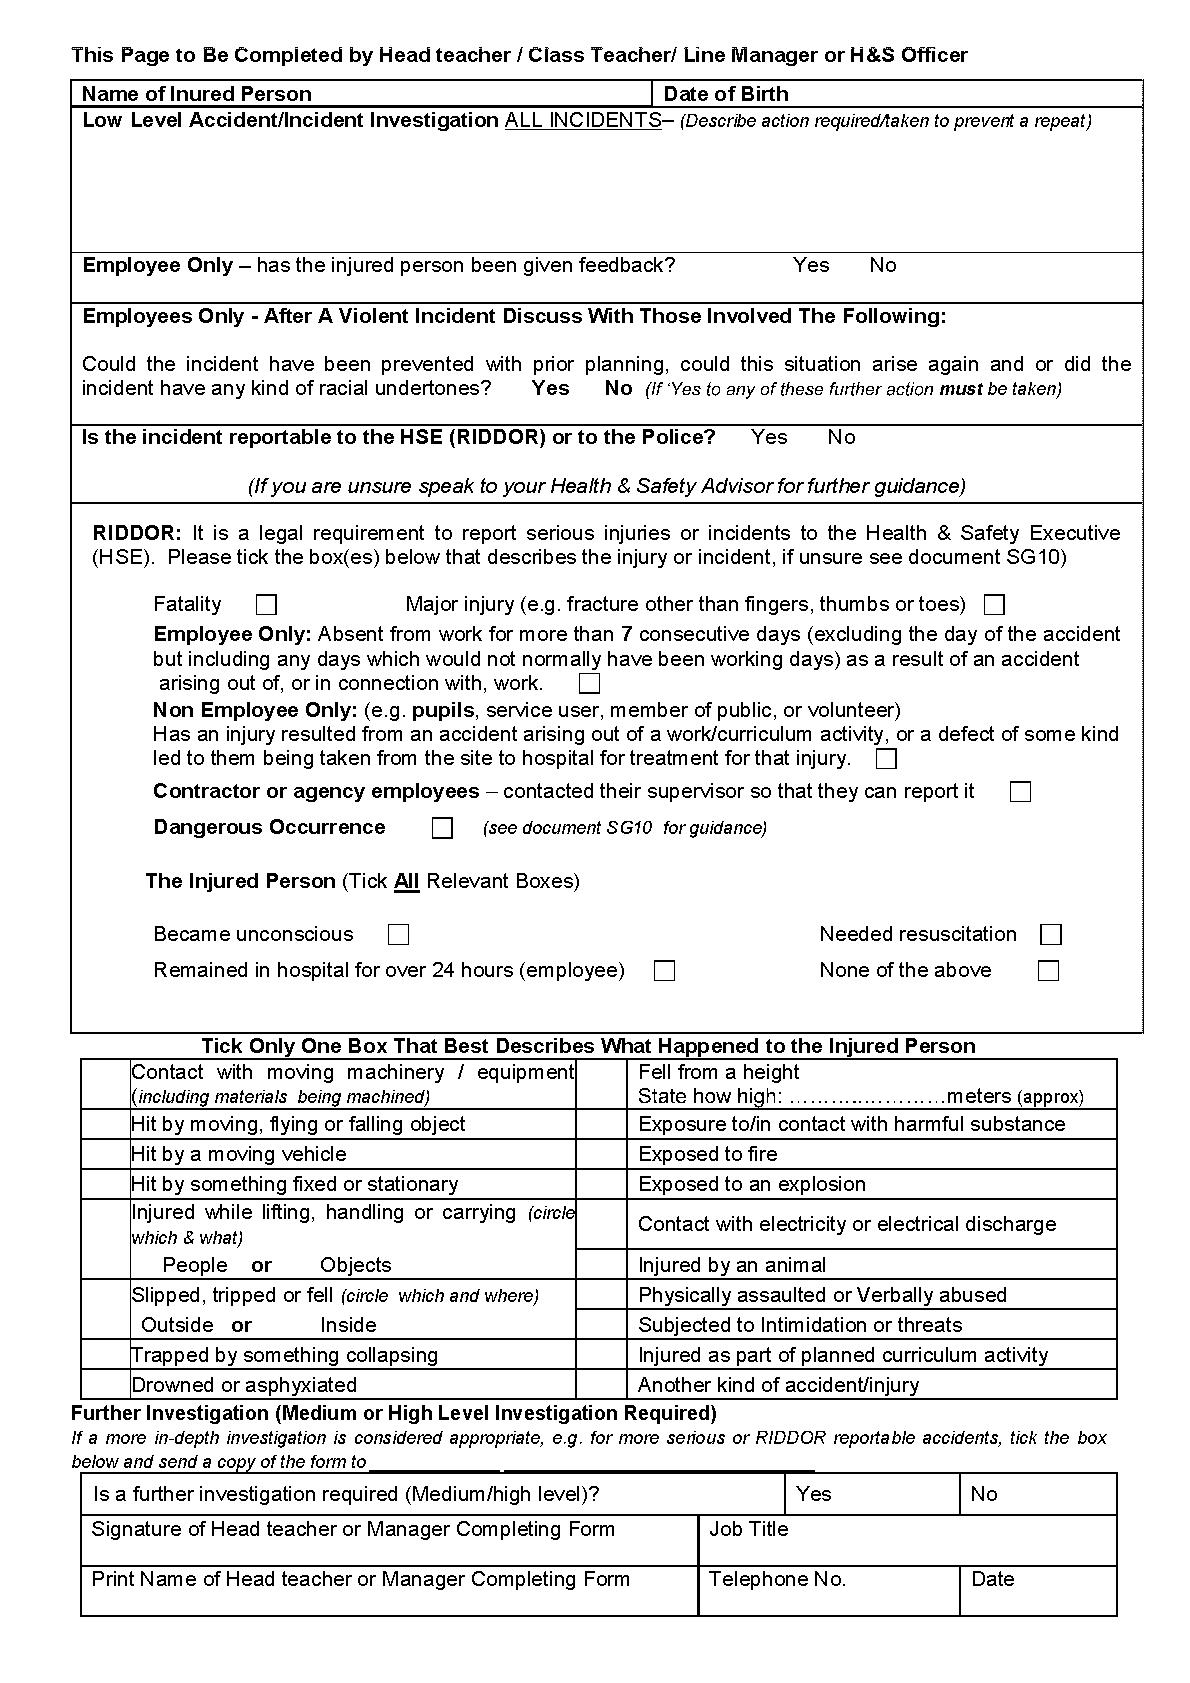 This Page to Be Completed by Head teacher / Class Teacher/ Line Manager or H&S Officer
Name of Inured Person Date of Birth
Low Level Accident/Incident Investigation ALL INCIDENTS– (Describe action required/taken to prevent a repeat)
Employee Only – has the injured person been given feedback? Yes No
Employees Only - After A Violent Incident Discuss With Those Involved The Following:
Could the incident have been prevented with prior planning, could this situation arise again and or did the
incident have any kind of racial undertones? Yes No (If ‘Yes to any of these further action must be taken)
Is the incident reportable to the HSE (RIDDOR) or to the Police? Yes No
(If you are unsure speak to your Health & Safety Advisor for further guidance)
RIDDOR: It is a legal requirement to report serious injuries or incidents to the Health & Safety Executive
(HSE). Please tick the box(es) below that describes the injury or incident, if unsure see document SG10)
Fatality Major injury (e.g. fracture other than fingers, thumbs or toes)
Employee Only: Absent from work for more than 7 consecutive days (excluding the day of the accident
but including any days which would not normally have been working days) as a result of an accident
arising out of, or in connection with, work.
Non Employee Only: (e.g. pupils, service user, member of public, or volunteer)
Has an injury resulted from an accident arising out of a work/curriculum activity, or a defect of some kind
led to them being taken from the site to hospital for treatment for that injury.
Contractor or agency employees – contacted their supervisor so that they can report it
Dangerous Occurrence (see document SG10 for guidance)
The Injured Person (Tick All Relevant Boxes)
Became unconscious Needed resuscitation
Remained in hospital for over 24 hours (employee) None of the above
Tick Only One Box That Best Describes What Happened to the Injured Person
Contact with moving machinery / equipment Fell from a height
(including materials being machined) State how high: ……………………meters (approx)
Hit by moving, flying or falling object Exposure to/in contact with harmful substance
Hit by a moving vehicle Exposed to fire
Hit by something fixed or stationary Exposed to an explosion
Injured while lifting, handling or carrying (circle
which & what) Contact with electricity or electrical discharge
People or Objects Injured by an animal
Slipped, tripped or fell (circle which and where) Physically assaulted or Verbally abused
Outside or Inside Subjected to Intimidation or threats
Trapped by something collapsing Injured as part of planned curriculum activity
Drowned or asphyxiated Another kind of accident/injury
Further Investigation (Medium or High Level Investigation Required)
If a more in-depth investigation is considered appropriate, e.g. for more serious or RIDDOR reportable accidents, tick the box
below and send a copy of the form to ____________ ____________________________
Is a further investigation required (Medium/high level)? Yes No
Signature of Head teacher or Manager Completing Form Job Title
Print Name of Head teacher or Manager Completing Form Telephone No. Date